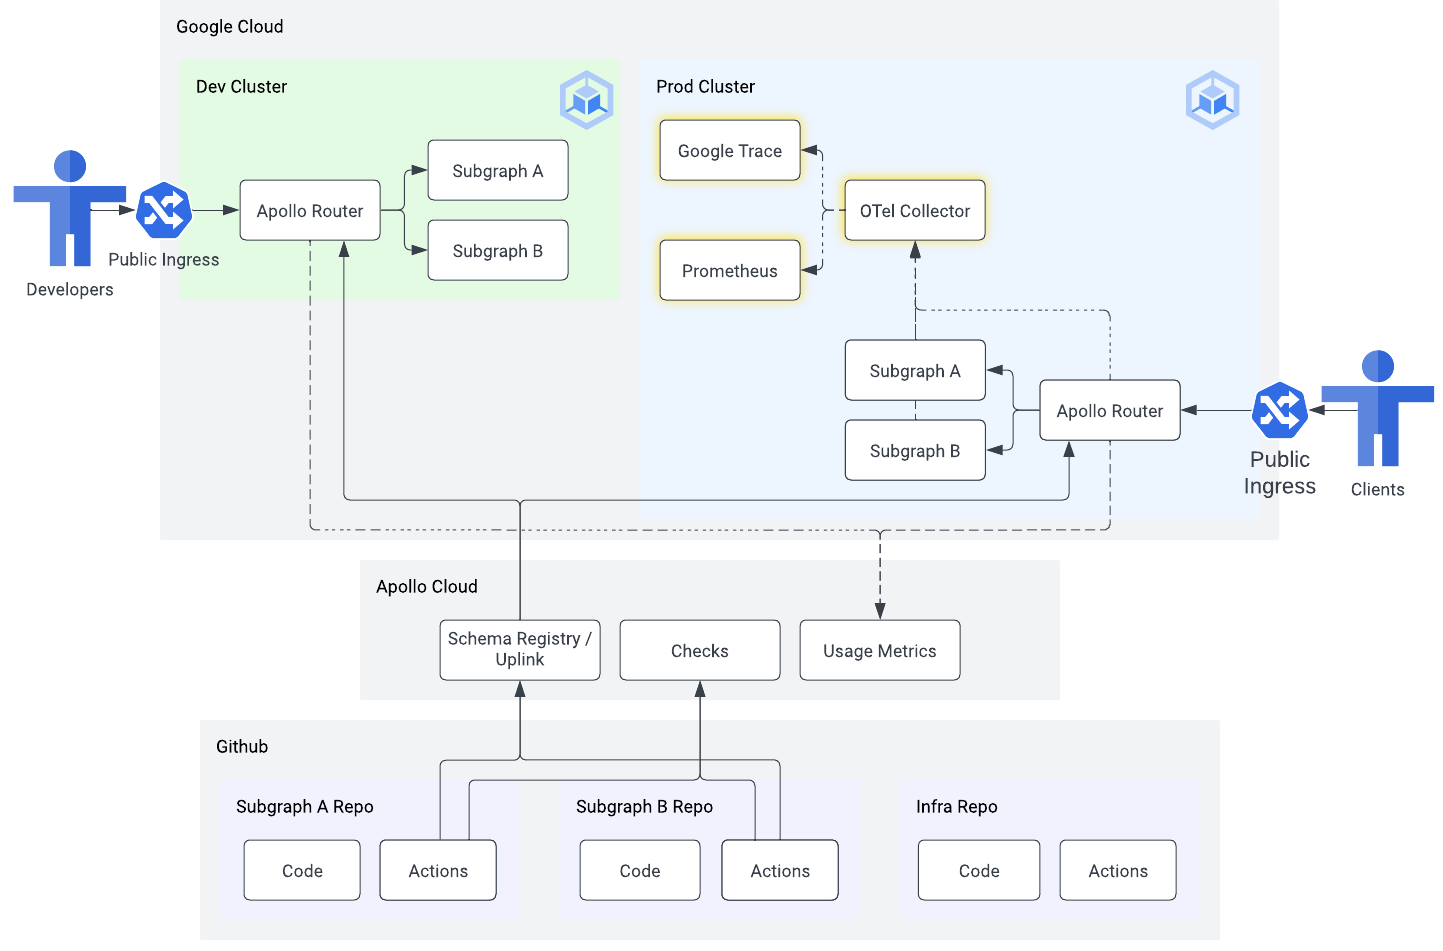 Google Cloud
Dev Cluster
Prod Cluster
Google Trace
Subgraph A
Apollo Router
OTel Collector
Subgraph B
Public Ingress
Prometheus
Developers
Subgraph A
Apollo Router
Subgraph B
Public
Ingress
Clients
Apollo Cloud
Schema Registry /
Uplink
Checks
Usage Metrics
Github
Subgraph A Repo
Subgraph B Repo
Infra Repo
Code
Actions
Code
Actions
Code
Actions